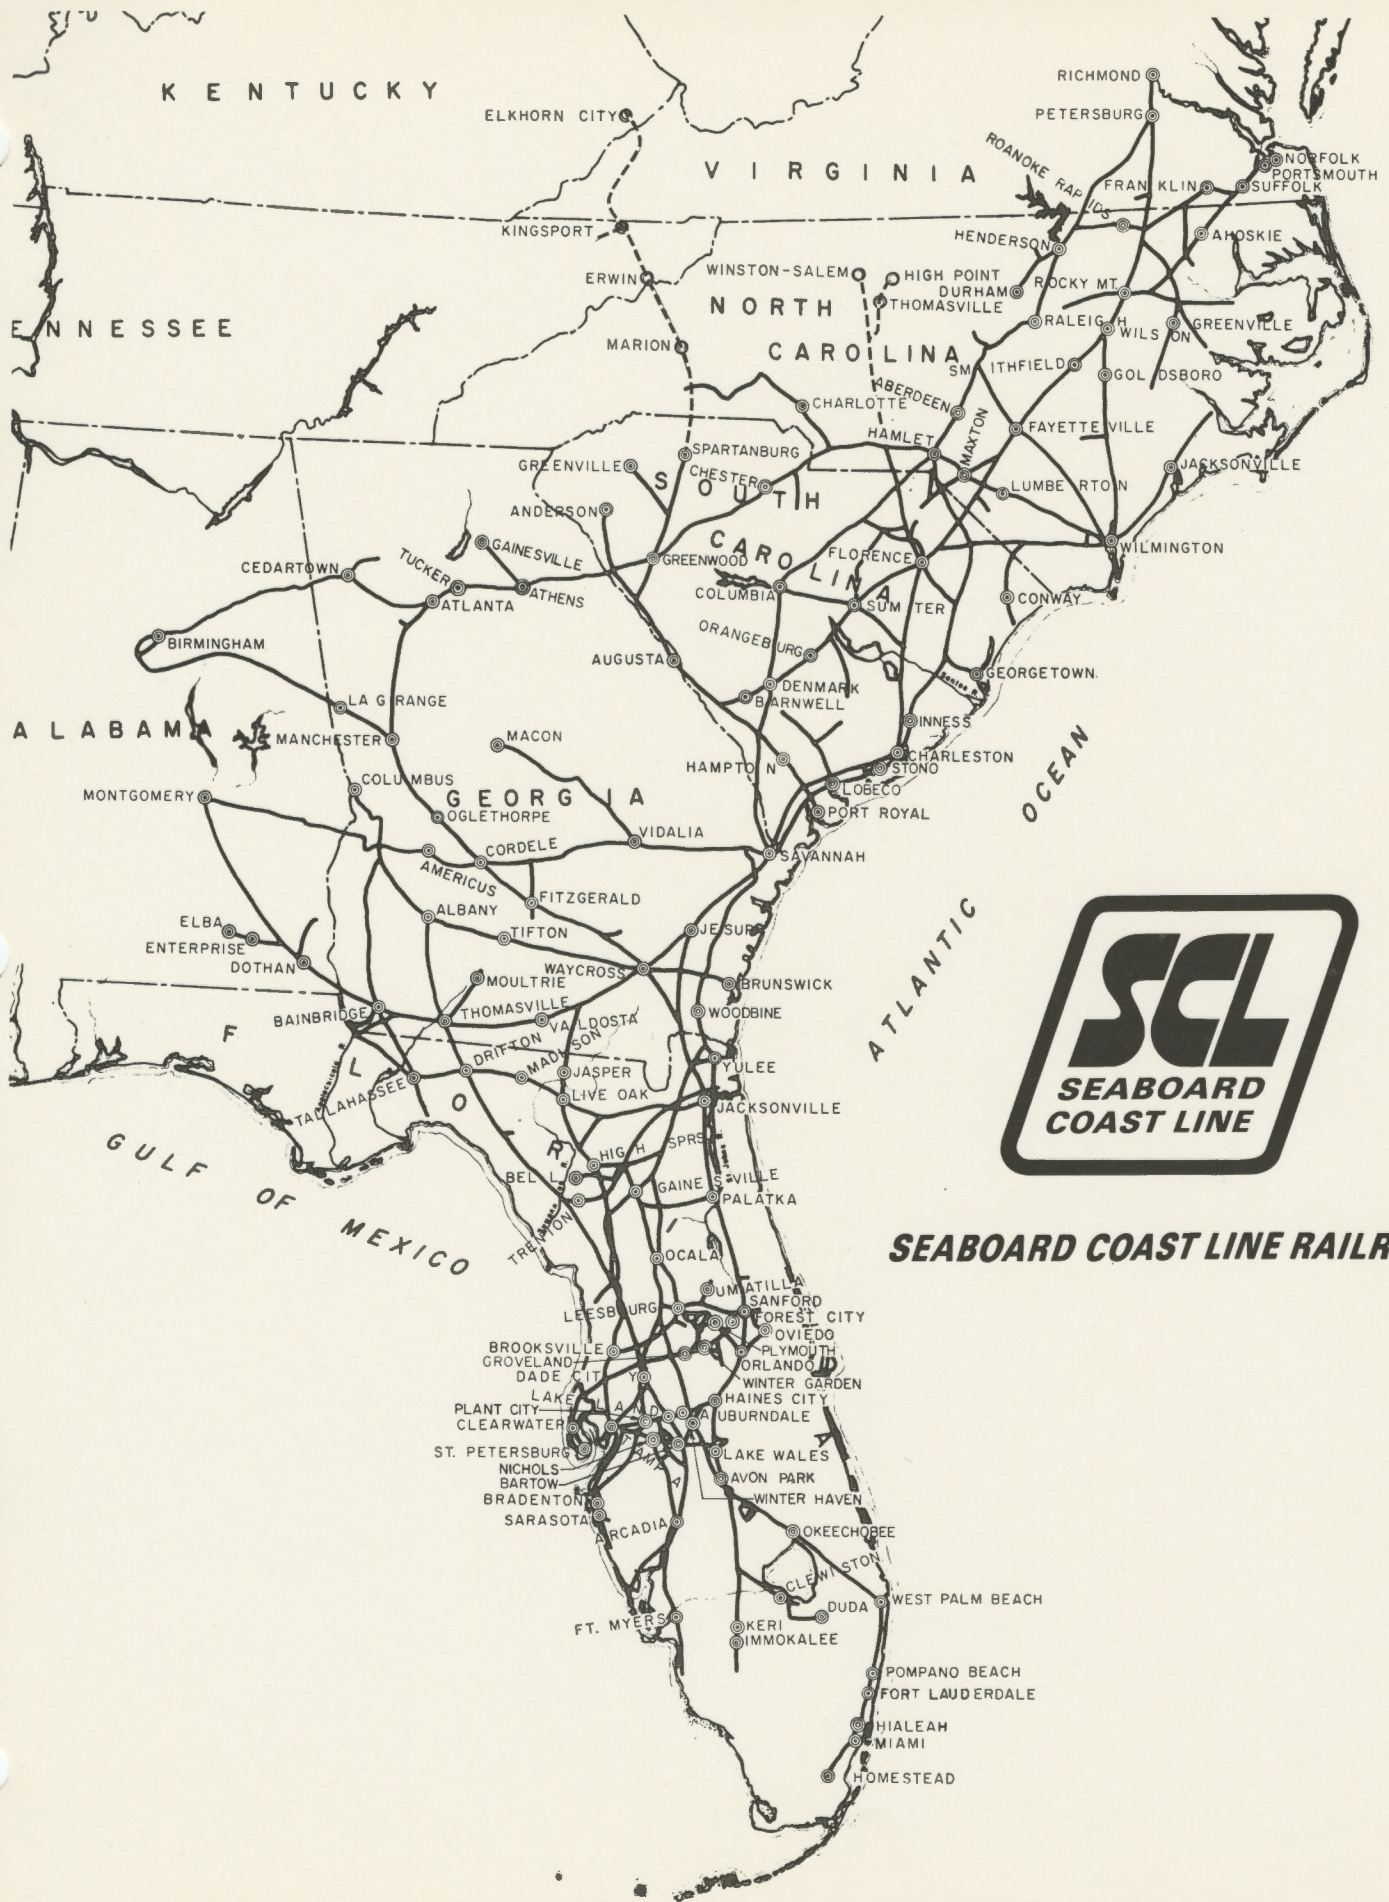 KENTUCKY
ELKHORN CITY
RICHMOND
PETERSBURG
VIRGINIA
ROANOKE RAPIDS
NORFOLK
PORTSMOUTH
FRANKLIN
SUFFOLK
KINGSPORT
HENDERSON
AHOSKIE
ERWIN
WINSTON-SALEM
HIGH POINT
DURHAM
ROCKY MT.
THOMASVILLE
NORTH
CAROLINA
ENNESSEE
RALEIGH
WILSON
GREENVILLE
MARION
SMITHFIELD
GOLDSBORO
CHARLOTTE
ABERDEEN
HAMLET
MAXTON
FAYETTEVILLE
SPARTANBURG
GREENVILLE
CHESTER
JACKSONVILLE
LUMBERTON
SOUTH
CAROLINA
ANDERSON
GAINESVILLE
GREENWOOD
FLORENCE
WILMINGTON
CEDARTOWN
TUCKER
ATHENS
ATLANTA
COLUMBIA
SUMTER
CONWAY
BIRMINGHAM
ORANGEBURG
AUGUSTA
Santee R.
GEORGETOWN.
DENMARK
BARNWELL
LA GRANGE
ALABAMA
MANCHESTER
MACON
INNESS
CHARLESTON
STONO
HAMPTON
COLUMBUS
LOBECO
MONTGOMERY
GEORGIA
OGLETHORPE
PORT ROYAL
VIDALIA
CORDELE
SAVANNAH
AMERICUS
FITZGERALD
ALBANY
ELBA
TIFTON
JESUP
ENTERPRISE
DOTHAN
WAYCROSS
MOULTRIE
BRUNSWICK
BAINBRIDGE
THOMASVILLE
VALDOSTA
WOODBINE
DRIFTON
MADISON
JASPER
YULEE
TALLAHASSEE
LIVE OAK
JACKSONVILLE
FLORIDA
HIGH SPRS
BELL
GAINESVILLE
PALATKA
TRENTON
OCALA
UMATILLA
LEESBURG
SANFORD
FOREST CITY
OVIEDO
BROOKSVILLE
PLYMOUTH
GROVELAND
ORLANDO
DADE CITY
WINTER GARDEN
LAKELAND
HAINES CITY
PLANT CITY
AUBURNDALE
CLEARWATER
TAMPA
ST. PETERSBURG
LAKE WALES
NICHOLS
BARTOW
AVON PARK
BRADENTON
WINTER HAVEN
SARASOTA
ARCADIA
OKEECHOBEE
CLEWISTON
WEST PALM BEACH
DUDA
FT. MYERS
KERI
IMMOKALEE
POMPANO BEACH
FORT LAUDERDALE
HIALEAH
MIAMI
HOMESTEAD
GULF OF MEXICO
ATLANTIC OCEAN
SCL
SEABOARD
COAST LINE
SEABOARD COAST LINE RAILR